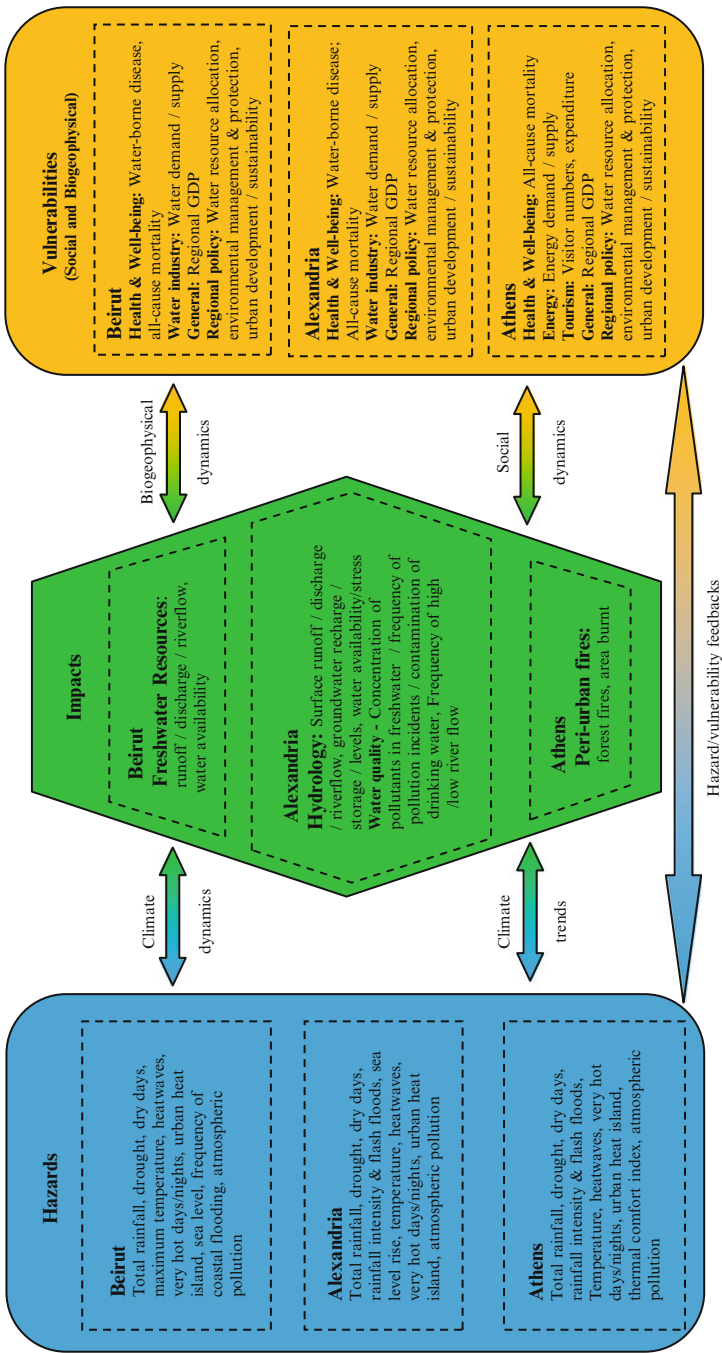 Hazards
Beirut
Total rainfall, drought, dry days,
maximum temperature, heatwaves,
very hot days/nights, urban heat
island, sea level, frequency of
coastal flooding, atmospheric
pollution
Alexandria
Total rainfall, drought, dry days,
rainfall intensity & flash floods, sea
level rise, temperature, heatwaves,
very hot days/nights, urban heat
island, atmospheric pollution
Athens
Total rainfall, drought, dry days,
rainfall intensity & flash floods,
Temperature, heatwaves, very hot
days/nights, urban heat island,
thermal comfort index, atmospheric
pollution
Climate
dynamics
Climate
trends
Impacts
Beirut
Freshwater Resources:
runoff / discharge / riverflow,
water availability
Alexandria
Hydrology: Surface runoff / discharge
/ riverflow, groundwater recharge /
storage / levels, water availability/stress
Water quality - Concentration of
pollutants in freshwater / frequency of
pollution incidents / contamination of
drinking water, Frequency of high
/low river flow
Athens
Peri-urban fires:
forest fires, area burnt
Biogeophysical
dynamics
Social
dynamics
Vulnerabilities
(Social and Biogeophysical)
Beirut
Health & Well-being: Water-borne disease,
all-cause mortality
Water industry: Water demand / supply
General: Regional GDP
Regional policy: Water resource allocation,
environmental management & protection,
urban development / sustainability
Alexandria
Health & Well-being: Water-borne disease;
All-cause mortality
Water industry: Water demand / supply
General: Regional GDP
Regional policy: Water resource allocation,
environmental management & protection,
urban development / sustainability
Athens
Health & Well-being: All-cause mortality
Energy: Energy demand / supply
Tourism: Visitor numbers, expenditure
General: Regional GDP
Regional policy: Water resource allocation,
environmental management & protection,
urban development / sustainability
Hazard/vulnerability feedbacks